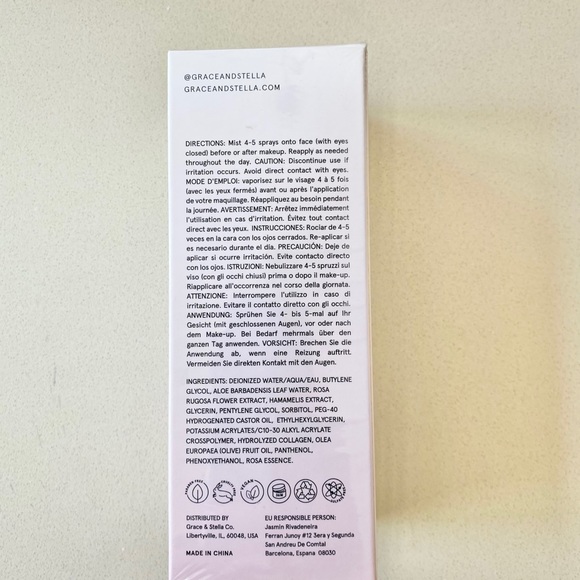 @GRACEANDSTELLA
GRACEANDSTELLA.COM
DIRECTIONS: Mist 4-5 sprays onto face (with eyes
closed) before or after makeup. Reapply as needed
throughout the day. CAUTION: Discontinue use if
irritation occurs. Avoid direct contact with eyes.
MODE D'EMPLOI: vaporisez sur le visage 4 à 5 fois
(avec les yeux fermés) avant ou après l'application
de votre maquillage. Réappliquez au besoin pendant
la journée. AVERTISSEMENT: Arrêtez immédiatement
l'utilisation en cas d'irritation. Évitez tout contact
direct avec les yeux. INSTRUCCIONES: Rociar de 4-5
veces en la cara con los ojos cerrados. Re-aplicar si
es necesario durante el día. PRECAUCIÓN: Deje de
aplicar si ocurre irritación. Evite contacto directo
con los ojos. ISTRUZIONI: Nebulizzare 4-5 spruzzi sul
viso (con gli occhi chiusi) prima o dopo il make-up.
Riapplicare all'occorrenza nel corso della giornata.
ATTENZIONE: Interrompere l'utilizzo in caso di
irritazione. Evitare il contatto diretto con gli occhi.
ANWENDUNG: Sprühen Sie 4- bis 5-mal auf Ihr
Gesicht (mit geschlossenen Augen), vor oder nach
dem Make-up. Bei Bedarf mehrmals über den
ganzen Tag anwenden. VORSICHT: Brechen Sie die
Anwendung ab, wenn eine Reizung auftritt.
Vermeiden Sie direkten Kontakt mit den Augen.
INGREDIENTS: DEIONIZED WATER/AQUA/EAU, BUTYLENE
GLYCOL, ALOE BARBADENSIS LEAF WATER, ROSA
RUGOSA FLOWER EXTRACT, HAMAMELIS EXTRACT,
GLYCERIN, PENTYLENE GLYCOL, SORBITOL, PEG-40
HYDROGENATED CASTOR OIL, ETHYLHEXYLGLYCERIN,
POTASSIUM ACRYLATES/C10-30 ALKYL ACRYLATE
CROSSPOLYMER, HYDROLYZED COLLAGEN, OLEA
EUROPAEA (OLIVE) FRUIT OIL, PANTHENOL,
PHENOXYETHANOL, ROSA ESSENCE.
PARABEN FREE
CRUELTY FREE
VEGAN
SULFATE FREE
DISTRIBUTED BY
Grace & Stella Co.
Libertyville, IL, 60048, USA
MADE IN CHINA
EU RESPONSIBLE PERSON:
Jasmin Rivadeneira
Ferran Junoy #12 3era y Segunda
San Andreu De Comtal
Barcelona, Espana 08030